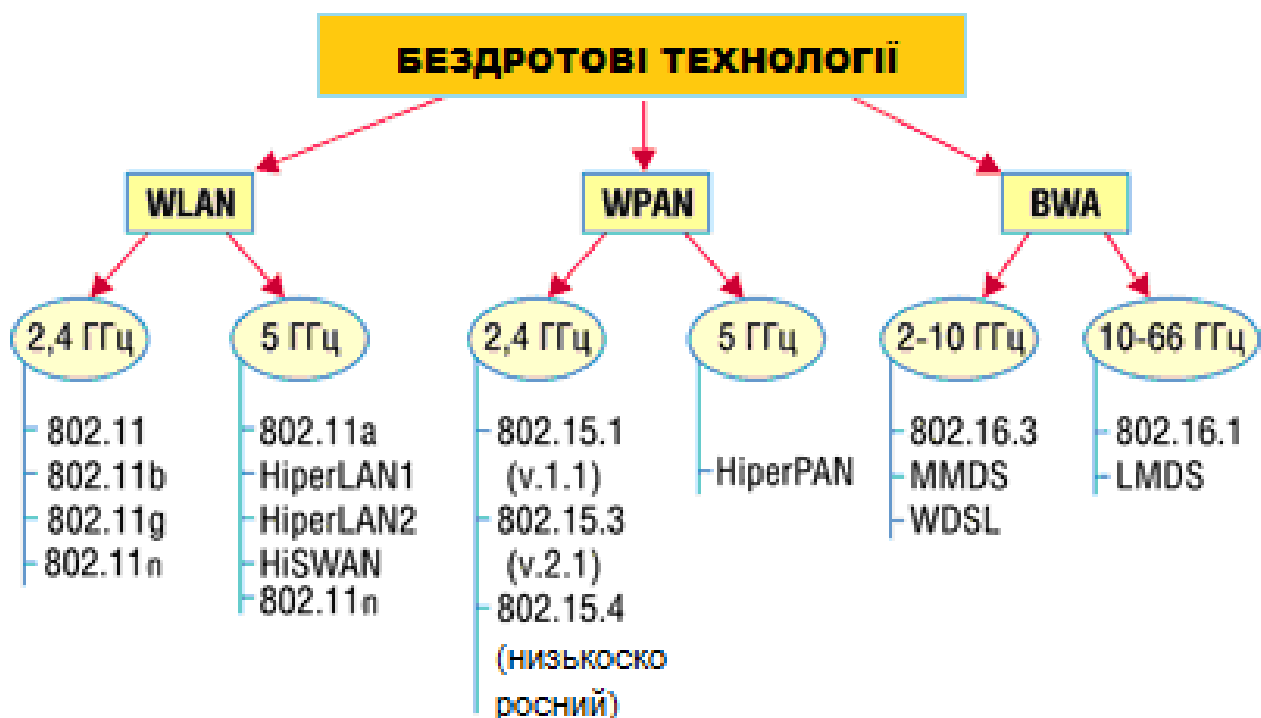 БЕЗДРОТОВІ ТЕХНОЛОГІЇ
WLAN
WPAN
BWA
2,4 ГГц
5 ГГц
2,4 ГГц
5 ГГц
2-10 ГГц
10-66 ГГц
802.11
802.11b
802.11g
802.11n
802.11a
HiperLAN1
HiperLAN2
HiSWAN
802.11n
802.15.1
(v.1.1)
802.15.3
(v.2.1)
802.15.4
(низькоско
росний)
HiperPAN
802.16.3
MMDS
WDSL
802.16.1
LMDS